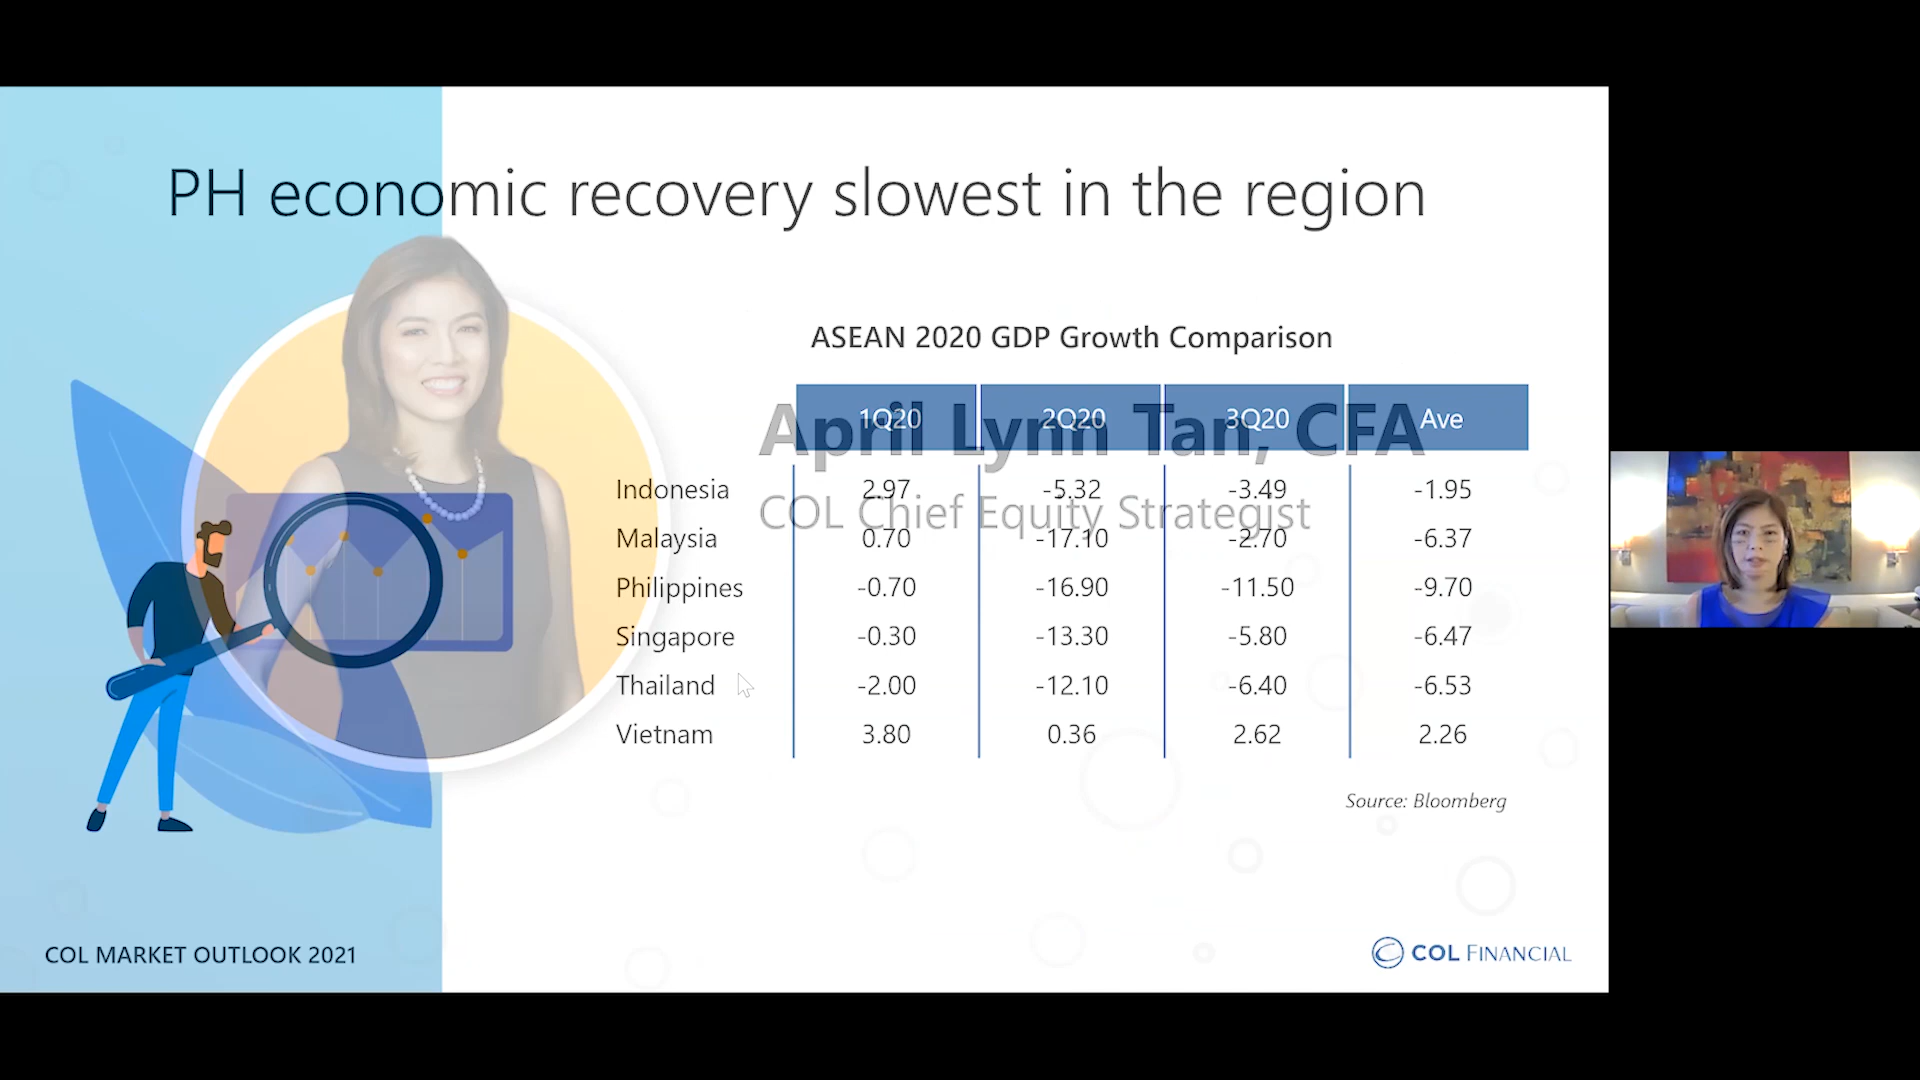 PH economic recovery slowest in the region
ASEAN 2020 GDP Growth Comparison
1Q20 2Q20 3Q20 Ave
April Lynn Tan, CFA
COL Chief Equity Strategist
Indonesia 2.97 -5.32 -3.49 -1.95
Malaysia 0.70 -17.10 -2.70 -6.37
Philippines -0.70 -16.90 -11.50 -9.70
Singapore -0.30 -13.30 -5.80 -6.47
Thailand -2.00 -12.10 -6.40 -6.53
Vietnam 3.80 0.36 2.62 2.26
Source: Bloomberg
COL MARKET OUTLOOK 2021
COL FINANCIAL